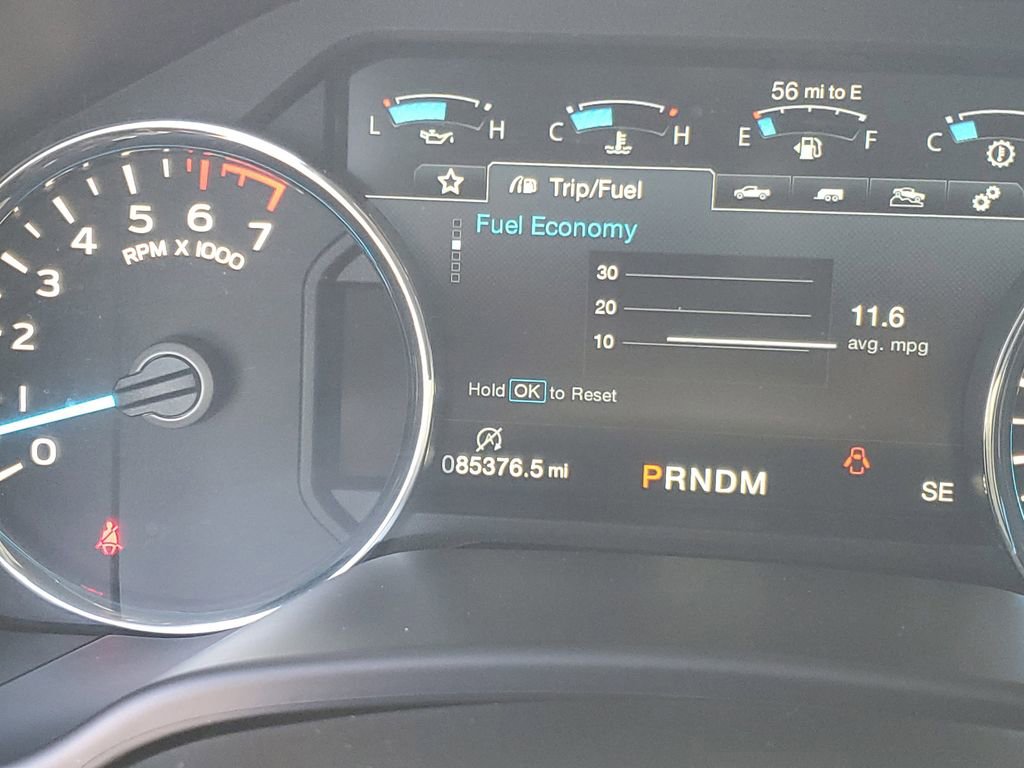 56 mi to E
L H
C H
E F
C
Trip/Fuel
Fuel Economy
30
20
10
11.6
avg. mpg
Hold OK to Reset
A
085376.5 mi
PRNDM
SE
0 1 2 3 4 5 6 7
RPM X 1000